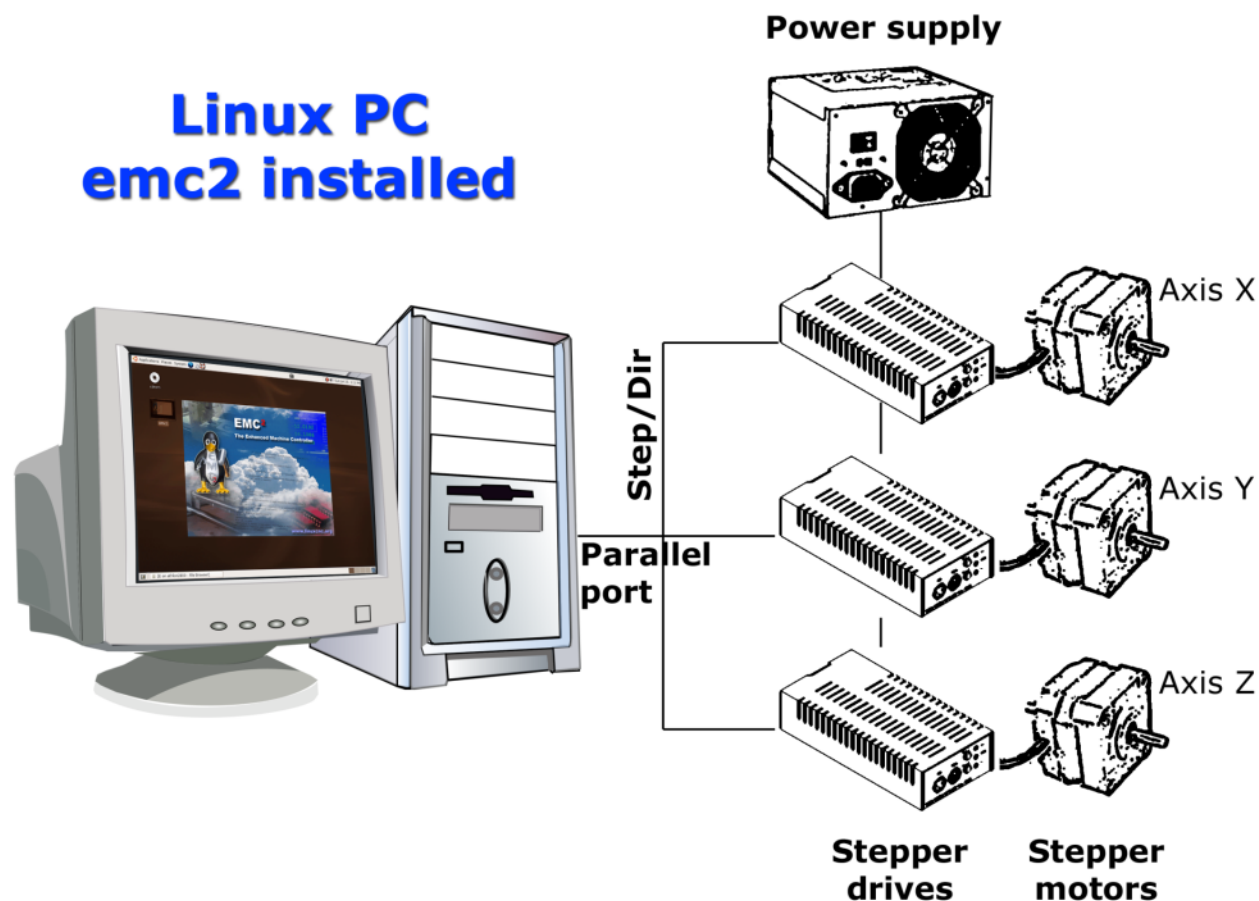 Power supply
Linux PC
emc2 installed
EMC²
The Enhanced Machine Controller
Axis X
Step/Dir
Axis Y
Parallel
port
Axis Z
Stepper
drives
Stepper
motors